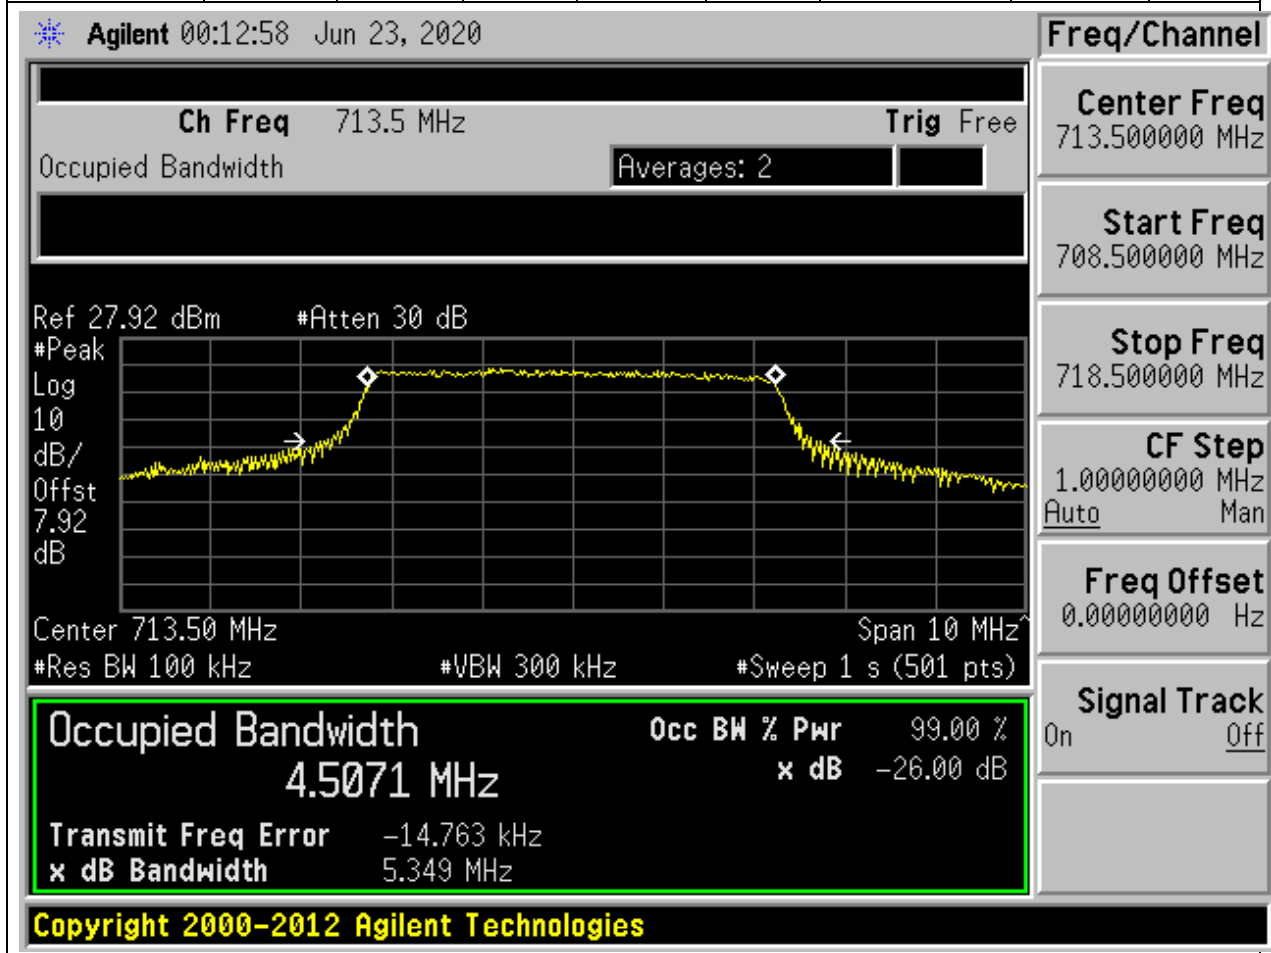 Agilent 00:12:58 Jun 23, 2020
Freq/Channel
Ch Freq 713.5 MHz Trig Free
Occupied Bandwidth Averages: 2
Center Freq
713.500000 MHz
Start Freq
708.500000 MHz
Stop Freq
718.500000 MHz
CF Step
1.00000000 MHz
Auto Man
Freq Offset
0.00000000 Hz
Signal Track
On Off
Ref 27.92 dBm #Atten 30 dB
#Peak
Log
10
dB/
Offst
7.92
dB
Center 713.50 MHz Span 10 MHz^
#Res BW 100 kHz #VBW 300 kHz #Sweep 1 s (501 pts)
Occupied Bandwidth Occ BW % Pwr 99.00 %
4.5071 MHz x dB -26.00 dB
Transmit Freq Error -14.763 kHz
x dB Bandwidth 5.349 MHz
Copyright 2000-2012 Agilent Technologies